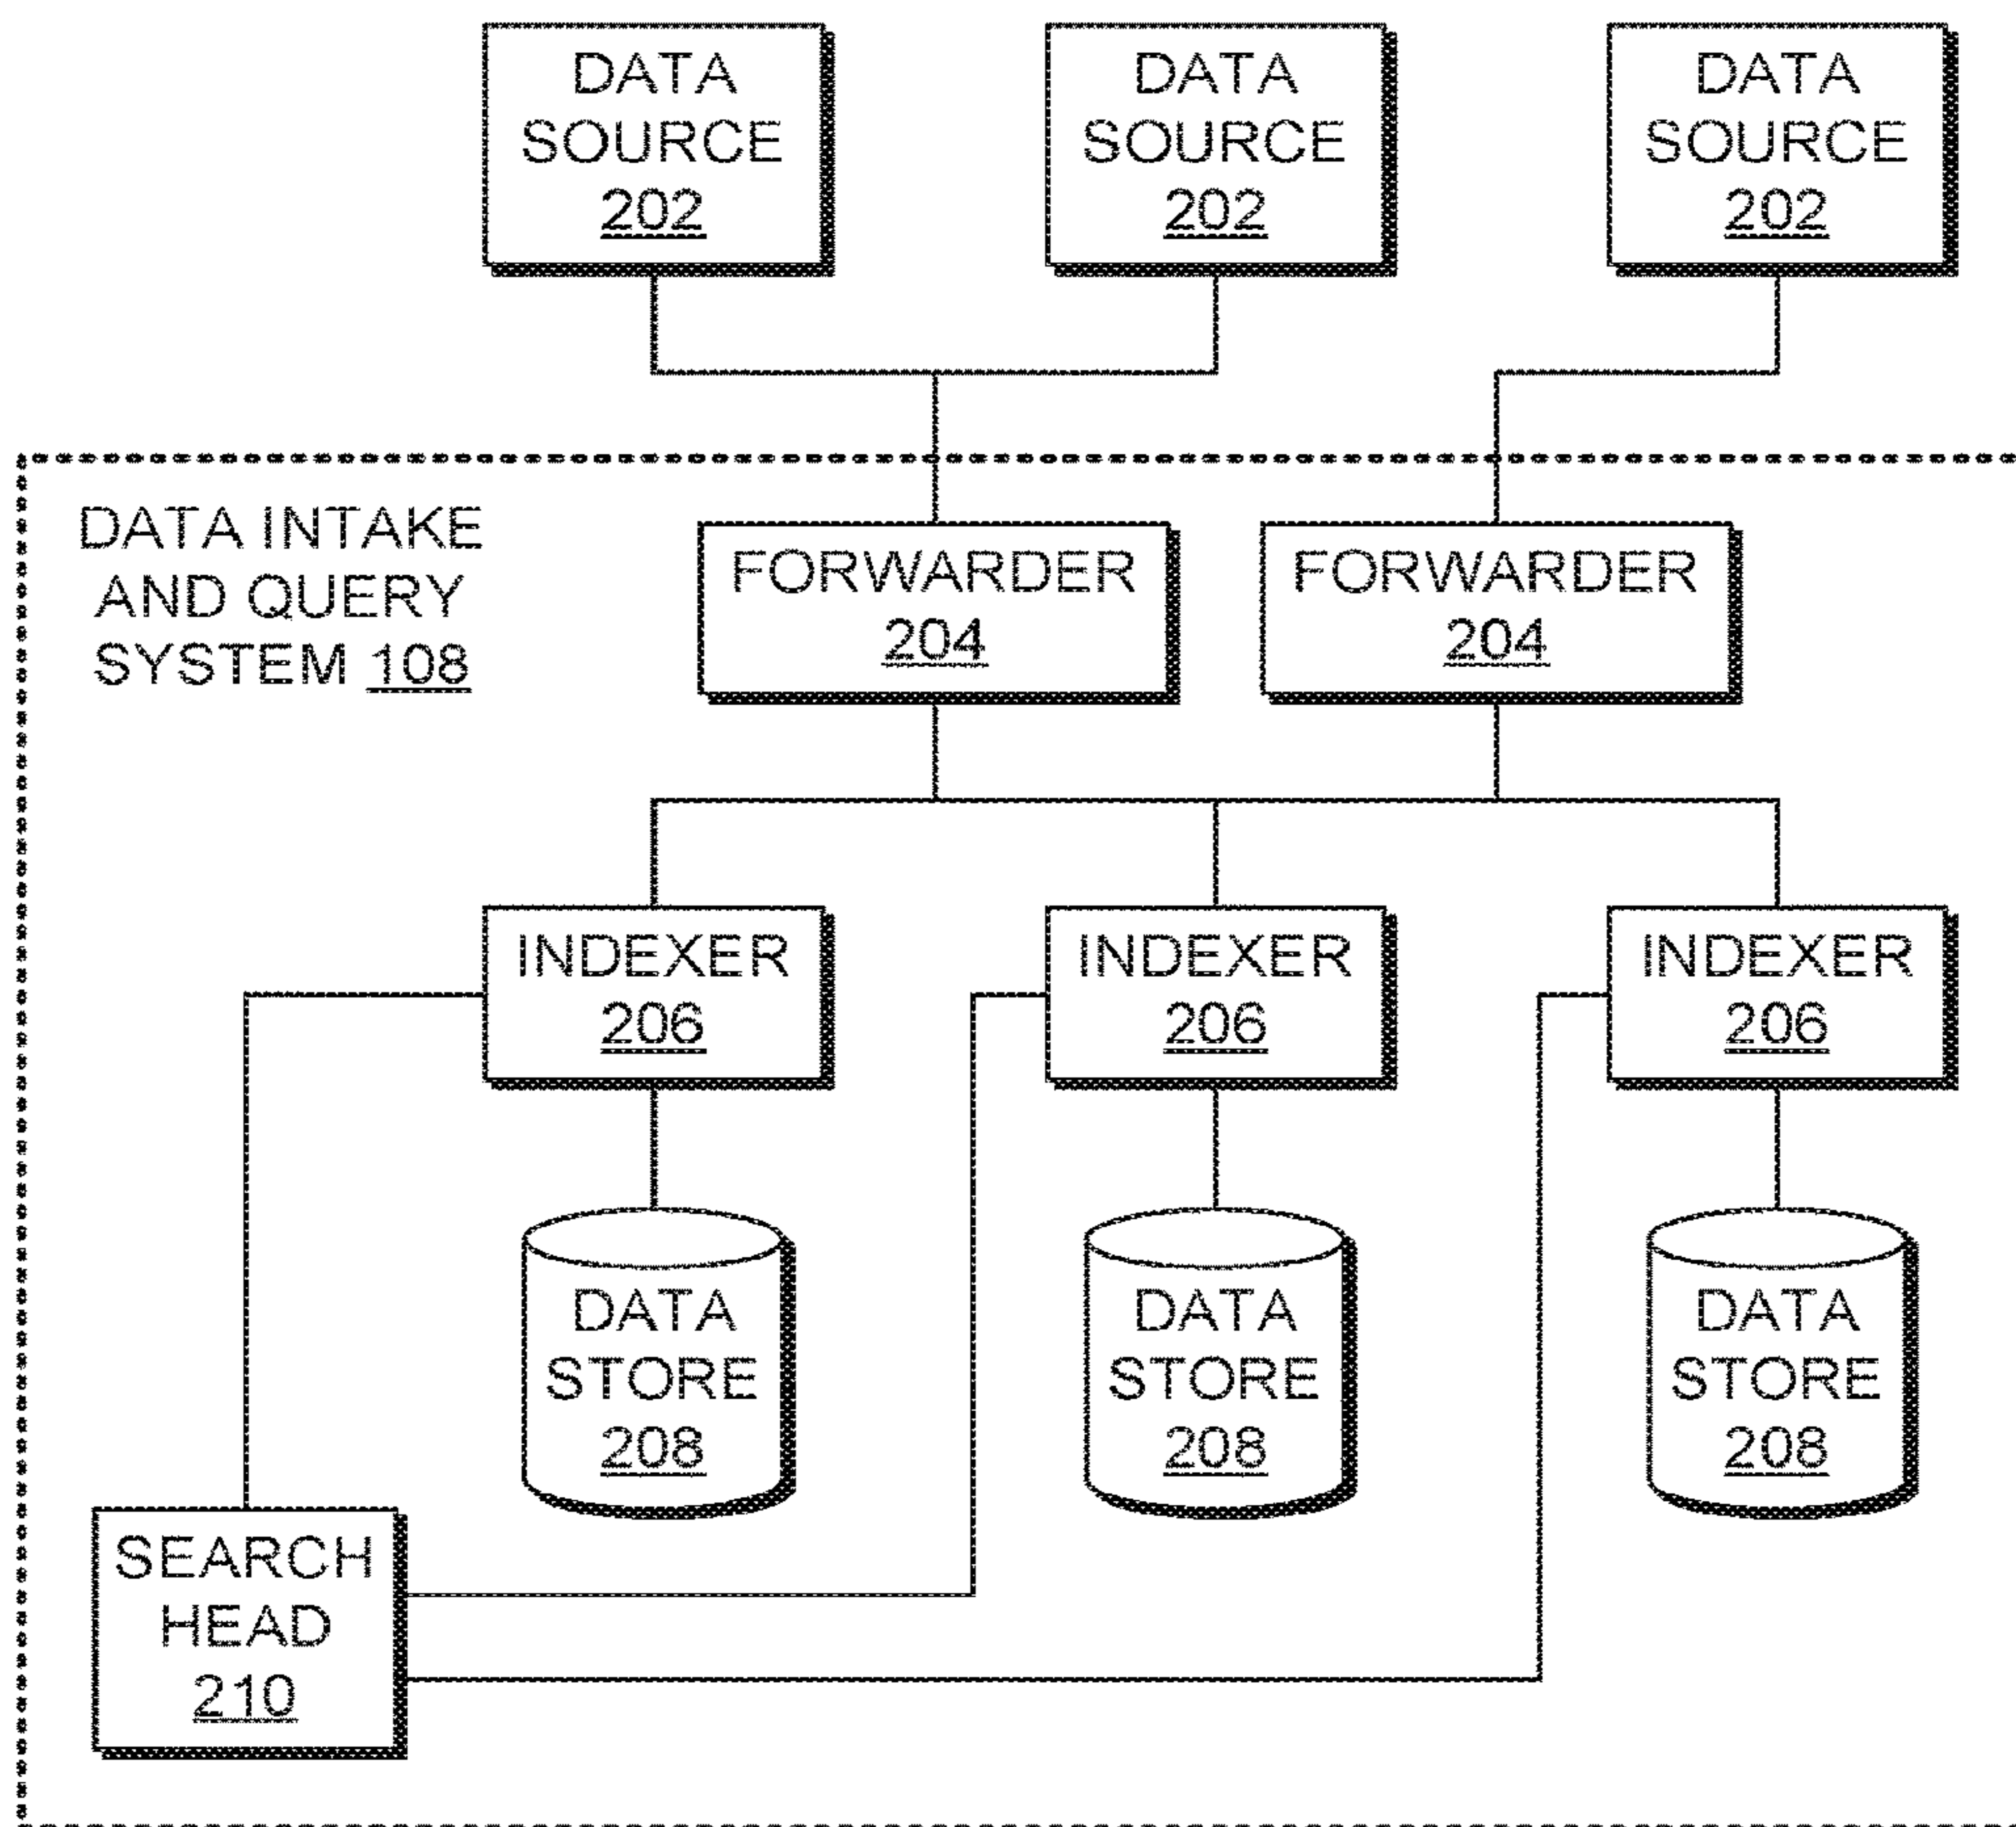 DATA
SOURCE
202
DATA
SOURCE
202
DATA
SOURCE
202
DATA INTAKE
AND QUERY
SYSTEM 108
FORWARDER
204
FORWARDER
204
INDEXER
206
INDEXER
206
INDEXER
206
DATA
STORE
208
DATA
STORE
208
DATA
STORE
208
SEARCH
HEAD
210